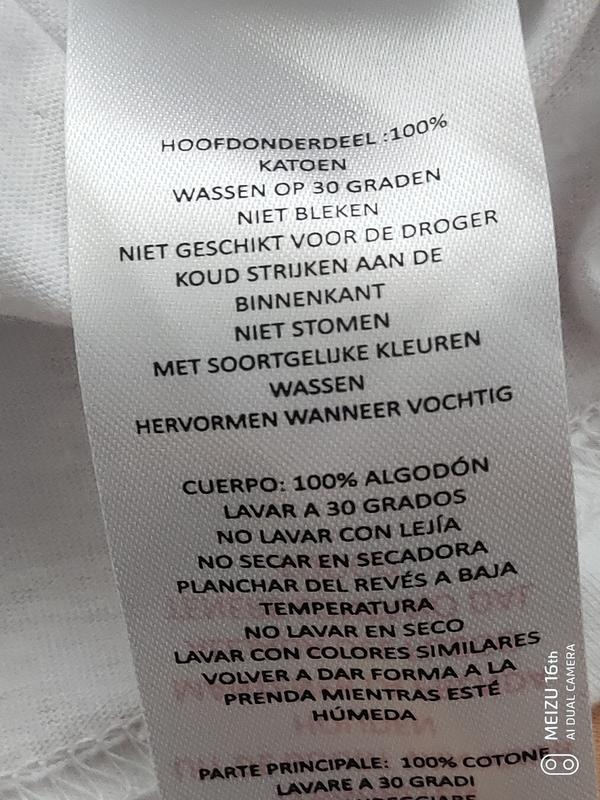 HOOFDONDERDEEL :100%
KATOEN
WASSEN OP 30 GRADEN
NIET BLEKEN
NIET GESCHIKT VOOR DE DROGER
KOUD STRIJKEN AAN DE
BINNENKANT
NIET STOMEN
MET SOORTGELIJKE KLEUREN
WASSEN
HERVORMEN WANNEER VOCHTIG
CUERPO: 100% ALGODÓN
LAVAR A 30 GRADOS
NO LAVAR CON LEJÍA
NO SECAR EN SECADORA
PLANCHAR DEL REVÉS A BAJA
TEMPERATURA
NO LAVAR EN SECO
LAVAR CON COLORES SIMILARES
VOLVER A DAR FORMA A LA
PRENDA MIENTRAS ESTÉ
HÚMEDA
PARTE PRINCIPALE: 100% COTONE
LAVARE A 30 GRADI
MEIZU 16th
AI DUAL CAMERA